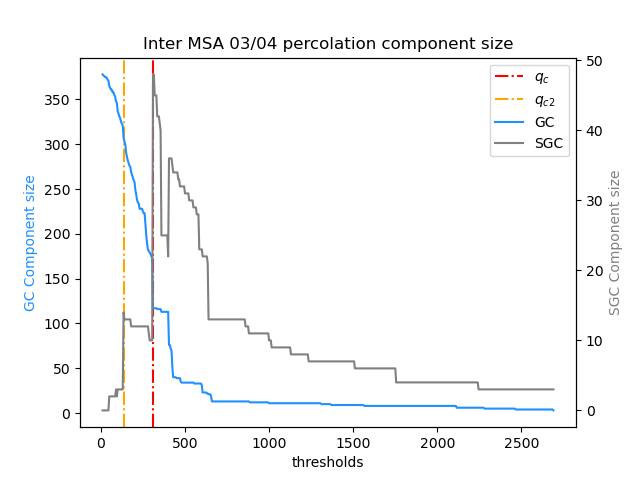 Inter MSA 03/04 percolation component size
GC Component size
350
300
250
200
150
100
50
0
50
40
30
20
10
0
SGC Component size
q_c
q_c2
GC
SGC
0 500 1000 1500 2000 2500
thresholds